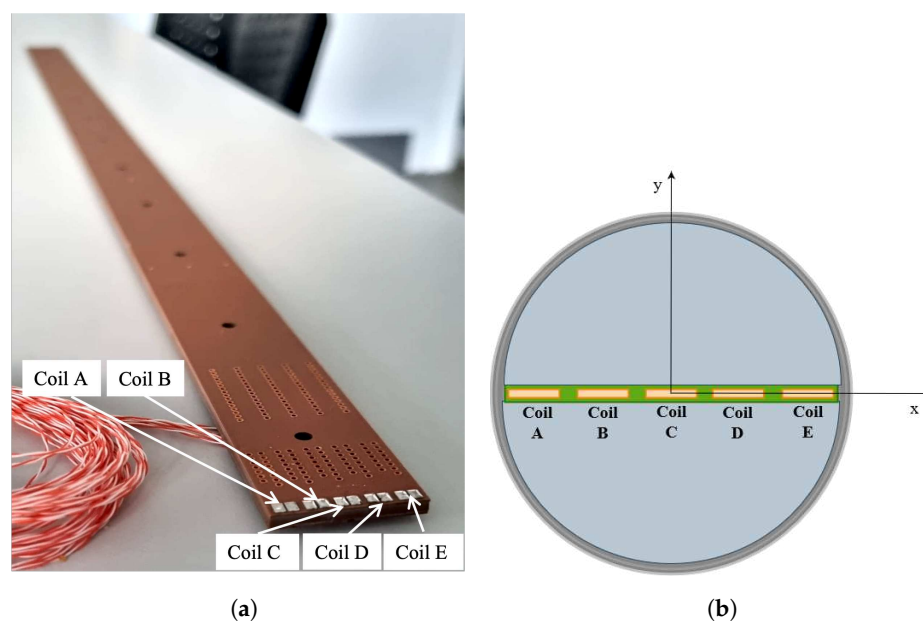 Coil A
Coil B
Coil C
Coil D
Coil E
(a)
y
x
Coil
A
Coil
B
Coil
C
Coil
D
Coil
E
(b)